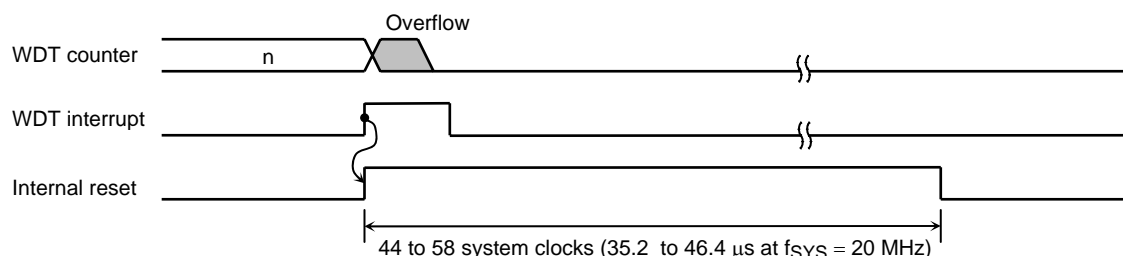 Overflow
WDT counter
n
WDT interrupt
Internal reset
44 to 58 system clocks (35.2 to 46.4 μs at fSYS = 20 MHz)